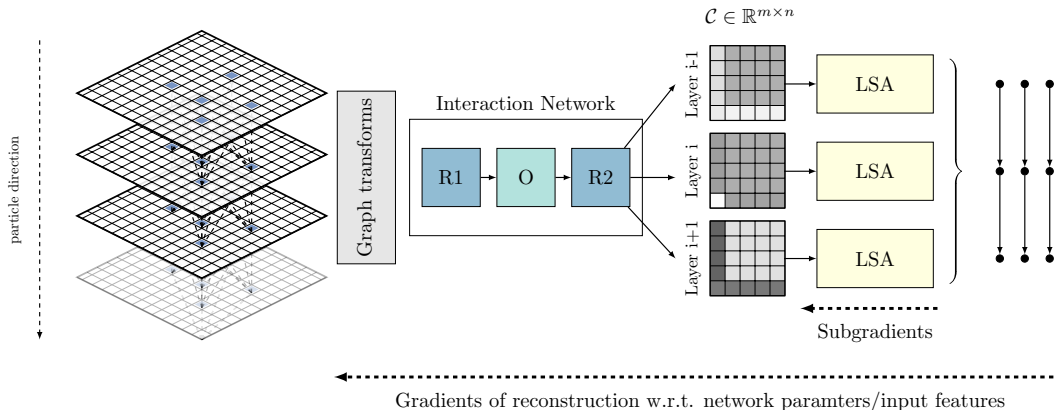 particle direction
Graph transforms
Interaction Network
R1
O
R2
𝒞 ∈ ℝ^{m×n}
Layer i-1
LSA
Layer i
LSA
Layer i+1
LSA
Subgradients
Gradients of reconstruction w.r.t. network paramters/input features